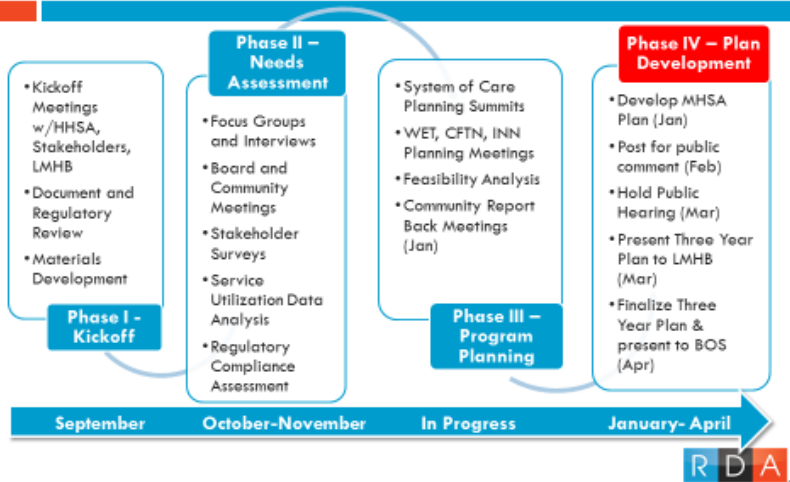 •Kickoff
Meetings
w/HHSA,
Stakeholders,
LMHB
•Document and
Regulatory
Review
•Materials
Development
Phase I -
Kickoff
Phase II –
Needs
Assessment
•Focus Groups
and Interviews
•Board and
Community
Meetings
•Stakeholder
Surveys
•Service
Utilization Data
Analysis
•Regulatory
Compliance
Assessment
•System of Care
Planning Summits
•WET, CFTN, INN
Planning Meetings
•Feasibility Analysis
•Community Report
Back Meetings
(Jan)
Phase III –
Program
Planning
Phase IV – Plan
Development
•Develop MHSA
Plan (Jan)
•Post for public
comment (Feb)
•Hold Public
Hearing (Mar)
•Present Three Year
Plan to LMHB
(Mar)
•Finalize Three
Year Plan &
present to BOS
(Apr)
September
October-November
In Progress
January- April
RDA